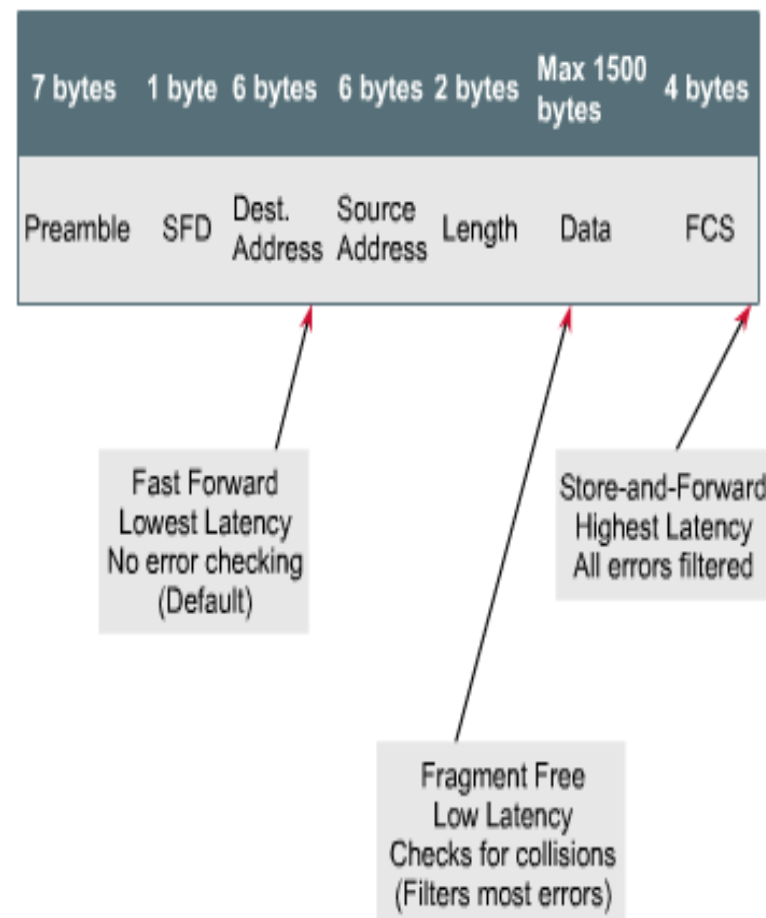 7 bytes 1 byte 6 bytes 6 bytes 2 bytes Max 1500
bytes 4 bytes
Preamble SFD Dest.
Address Source
Address Length Data FCS
Fast Forward
Lowest Latency
No error checking
(Default)
Store-and-Forward
Highest Latency
All errors filtered
Fragment Free
Low Latency
Checks for collisions
(Filters most errors)